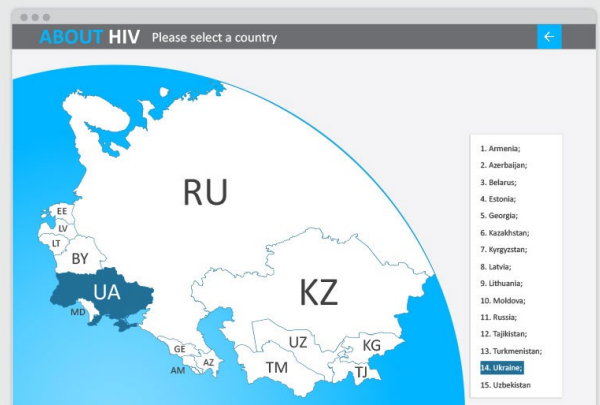 ABOUT HIV Please select a country
RU
EE
LV
LT
BY
UA
MD
KZ
GE
AM
AZ
UZ
TM
KG
TJ
1. Armenia;
2. Azerbaijan;
3. Belarus;
4. Estonia;
5. Georgia;
6. Kazakhstan;
7. Kyrgyzstan;
8. Latvia;
9. Lithuania;
10. Moldova;
11. Russia;
12. Tajikistan;
13. Turkmenistan;
14. Ukraine;
15. Uzbekistan